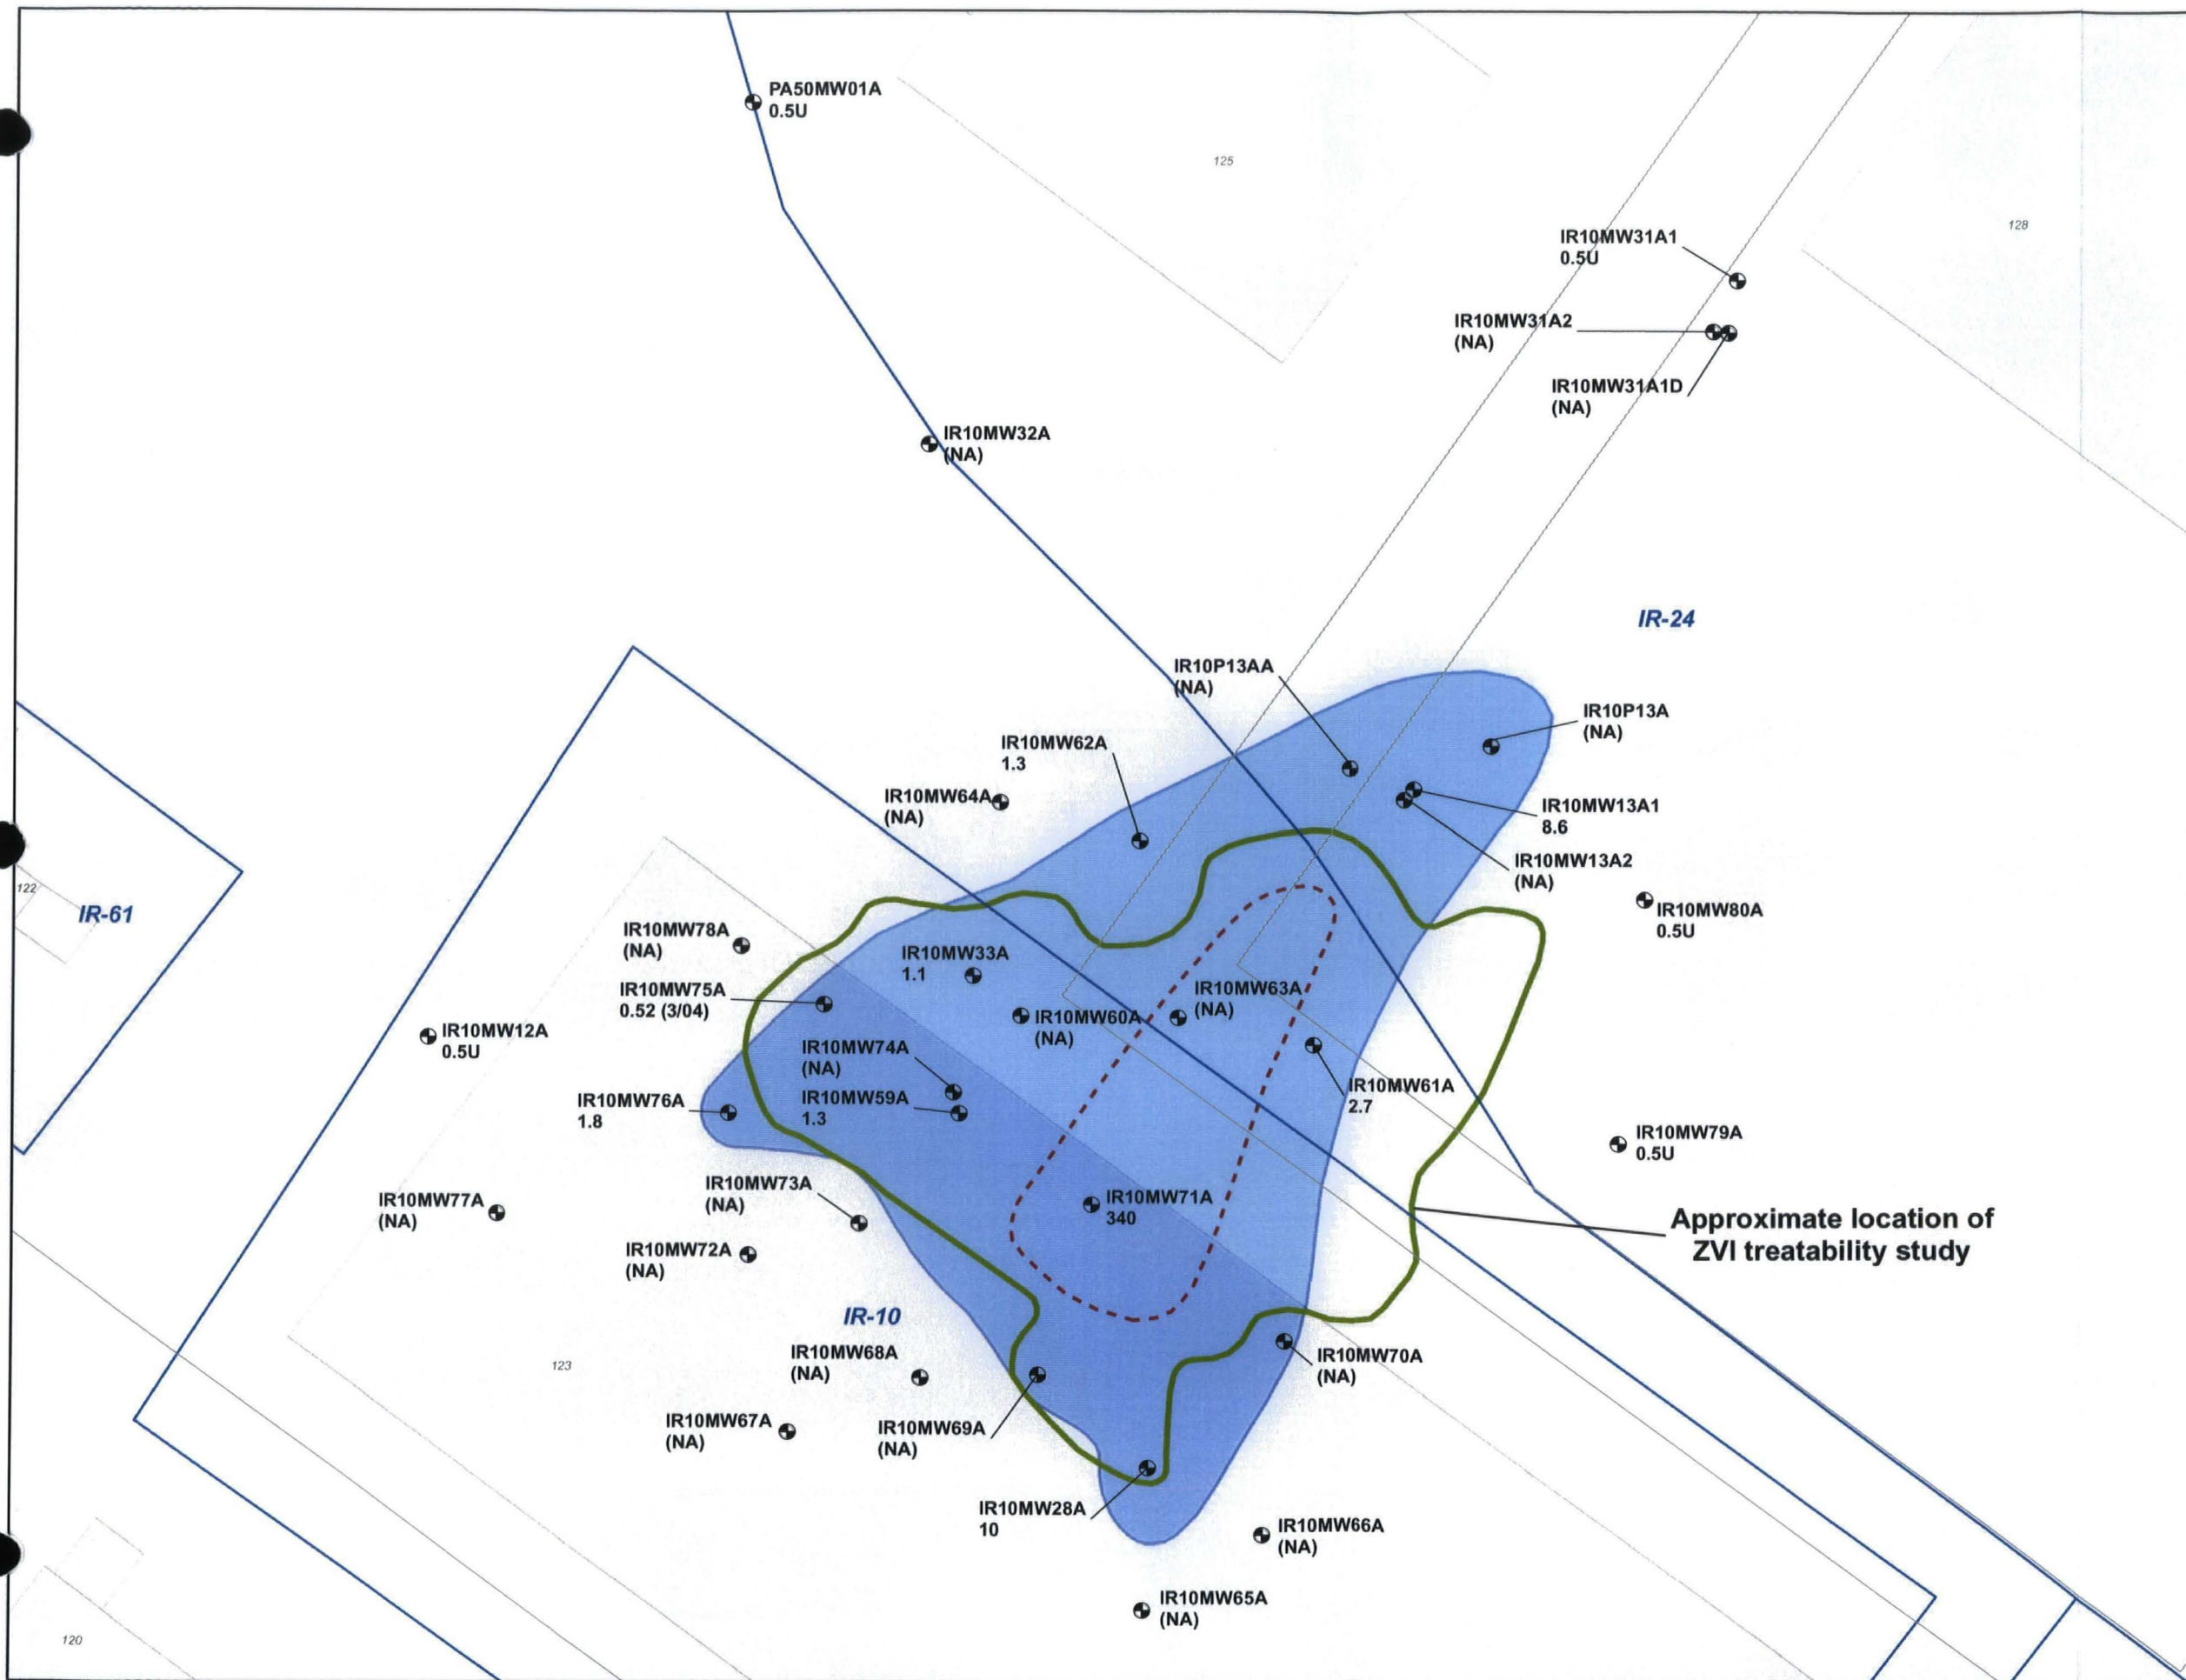 PA50MW01A
0.5U
125
128
IR10MW31A1
0.5U
IR10MW31A2
(NA)
IR10MW31A1D
(NA)
IR10MW32A
(NA)
IR-24
IR10P13AA
(NA)
IR10P13A
(NA)
IR10MW62A
1.3
IR10MW64A
(NA)
IR10MW13A1
8.6
IR10MW13A2
(NA)
122
IR-61
IR10MW80A
0.5U
IR10MW78A
(NA)
IR10MW33A
1.1
IR10MW75A
0.52 (3/04)
IR10MW63A
(NA)
IR10MW60A
(NA)
IR10MW12A
0.5U
IR10MW74A
(NA)
IR10MW76A
1.8
IR10MW59A
1.3
IR10MW61A
2.7
IR10MW79A
0.5U
IR10MW77A
(NA)
IR10MW73A
(NA)
IR10MW71A
340
Approximate location of
ZVI treatability study
IR10MW72A
(NA)
IR-10
123
IR10MW68A
(NA)
IR10MW70A
(NA)
IR10MW67A
(NA)
IR10MW69A
(NA)
IR10MW28A
10
IR10MW66A
(NA)
IR10MW65A
(NA)
120